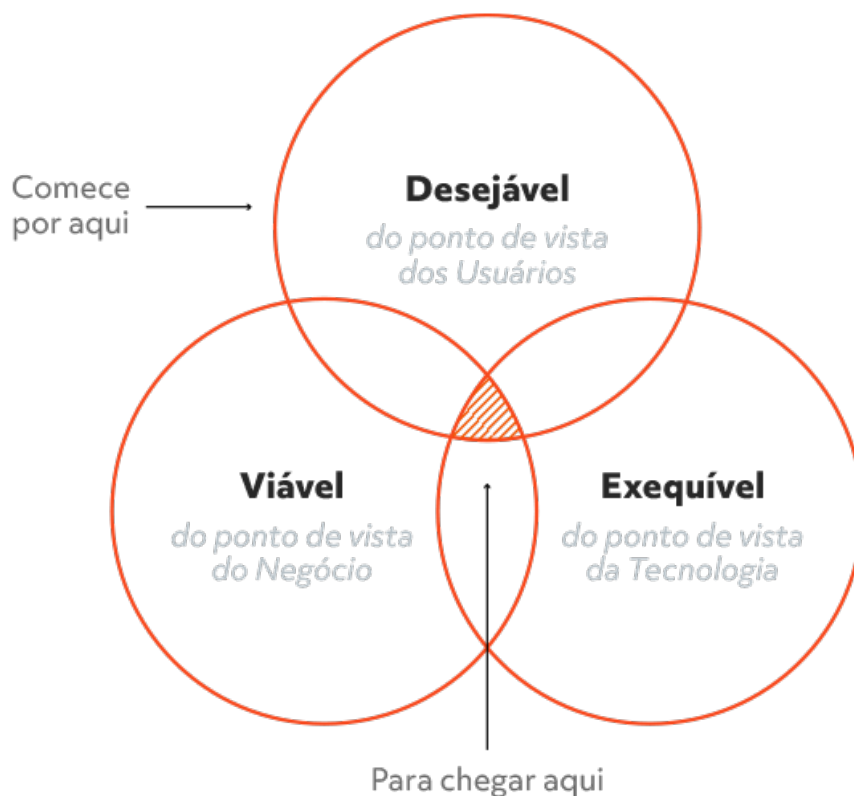 Desejável
do ponto de vista
dos Usuários
Comece
por aqui
Viável
do ponto de vista
do Negócio
Exequível
do ponto de vista
da Tecnologia
Para chegar aqui